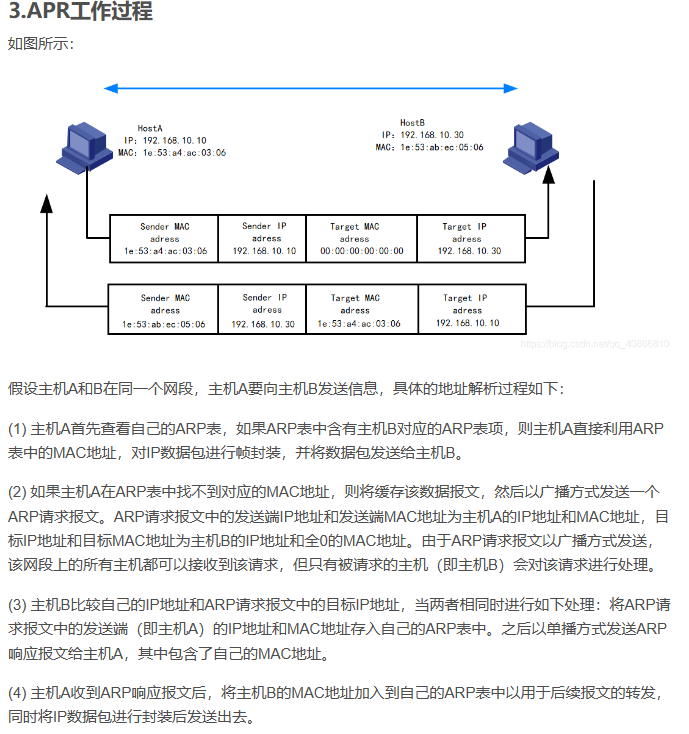 3.APR工作过程
如图所示：
HostA
IP: 192.168.10.10
MAC: 1e:53:a4:ac:03:06
HostB
IP: 192.168.10.30
MAC: 1e:53:ab:ec:05:06
Sender MAC adress 1e:53:a4:ac:03:06
Sender IP adress 192.168.10.10
Target MAC adress 00:00:00:00:00:00
Target IP adress 192.168.10.30
Sender MAC adress 1e:53:ab:ec:05:06
Sender IP adress 192.168.10.30
Target MAC adress 1e:53:a4:ac:03:06
Target IP adress 192.168.10.10
https://blog.csdn.net/qq_43866810
假设主机A和B在同一个网段，主机A要向主机B发送信息，具体的地址解析过程如下：
(1) 主机A首先查看自己的ARP表，如果ARP表中含有主机B对应的ARP表项，则主机A直接利用ARP
表中的MAC地址，对IP数据包进行帧封装，并将数据包发送给主机B。
(2) 如果主机A在ARP表中找不到对应的MAC地址，则将缓存该数据报文，然后以广播方式发送一个
ARP请求报文。ARP请求报文中的发送端IP地址和发送端MAC地址为主机A的IP地址和MAC地址，目
标IP地址和目标MAC地址为主机B的IP地址和全0的MAC地址。由于ARP请求报文以广播方式发送，
该网段上的所有主机都可以接收到该请求，但只有被请求的主机（即主机B）会对该请求进行处理。
(3) 主机B比较自己的IP地址和ARP请求报文中的目标IP地址，当两者相同时进行如下处理：将ARP请
求报文中的发送端（即主机A）的IP地址和MAC地址存入自己的ARP表中。之后以单播方式发送ARP
响应报文给主机A，其中包含了自己的MAC地址。
(4) 主机A收到ARP响应报文后，将主机B的MAC地址加入到自己的ARP表中以用于后续报文的转发，
同时将IP数据包进行封装后发送出去。